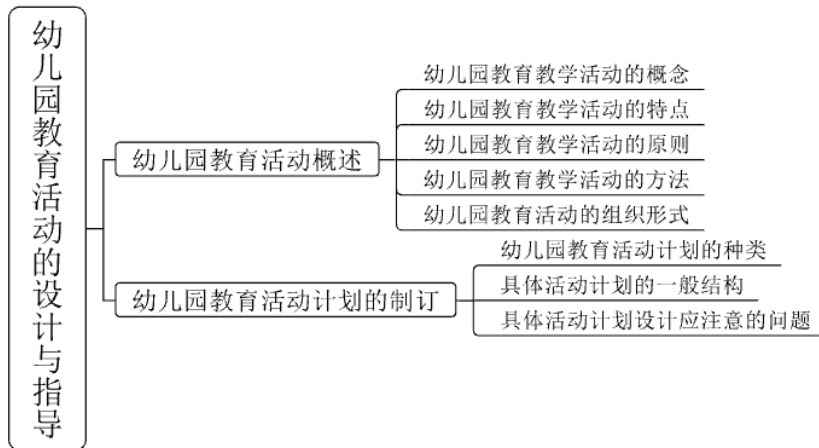 幼儿园教育活动的设计与指导
幼儿园教育活动概述
幼儿园教育教学活动的概念
幼儿园教育教学活动的特点
幼儿园教育教学活动的原则
幼儿园教育教学活动的方法
幼儿园教育活动的组织形式
幼儿园教育活动计划的制订
幼儿园教育活动计划的种类
具体活动计划的一般结构
具体活动计划设计应注意的问题